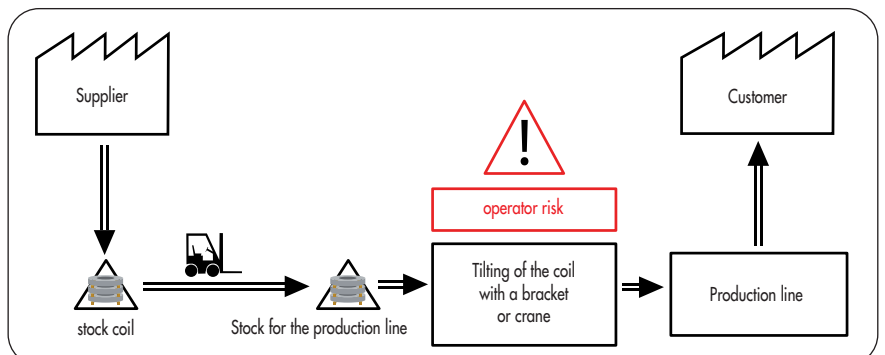 Supplier
Customer
!
operator risk
Tilting of the coil
with a bracket
or crane
Production line
stock coil
Stock for the production line